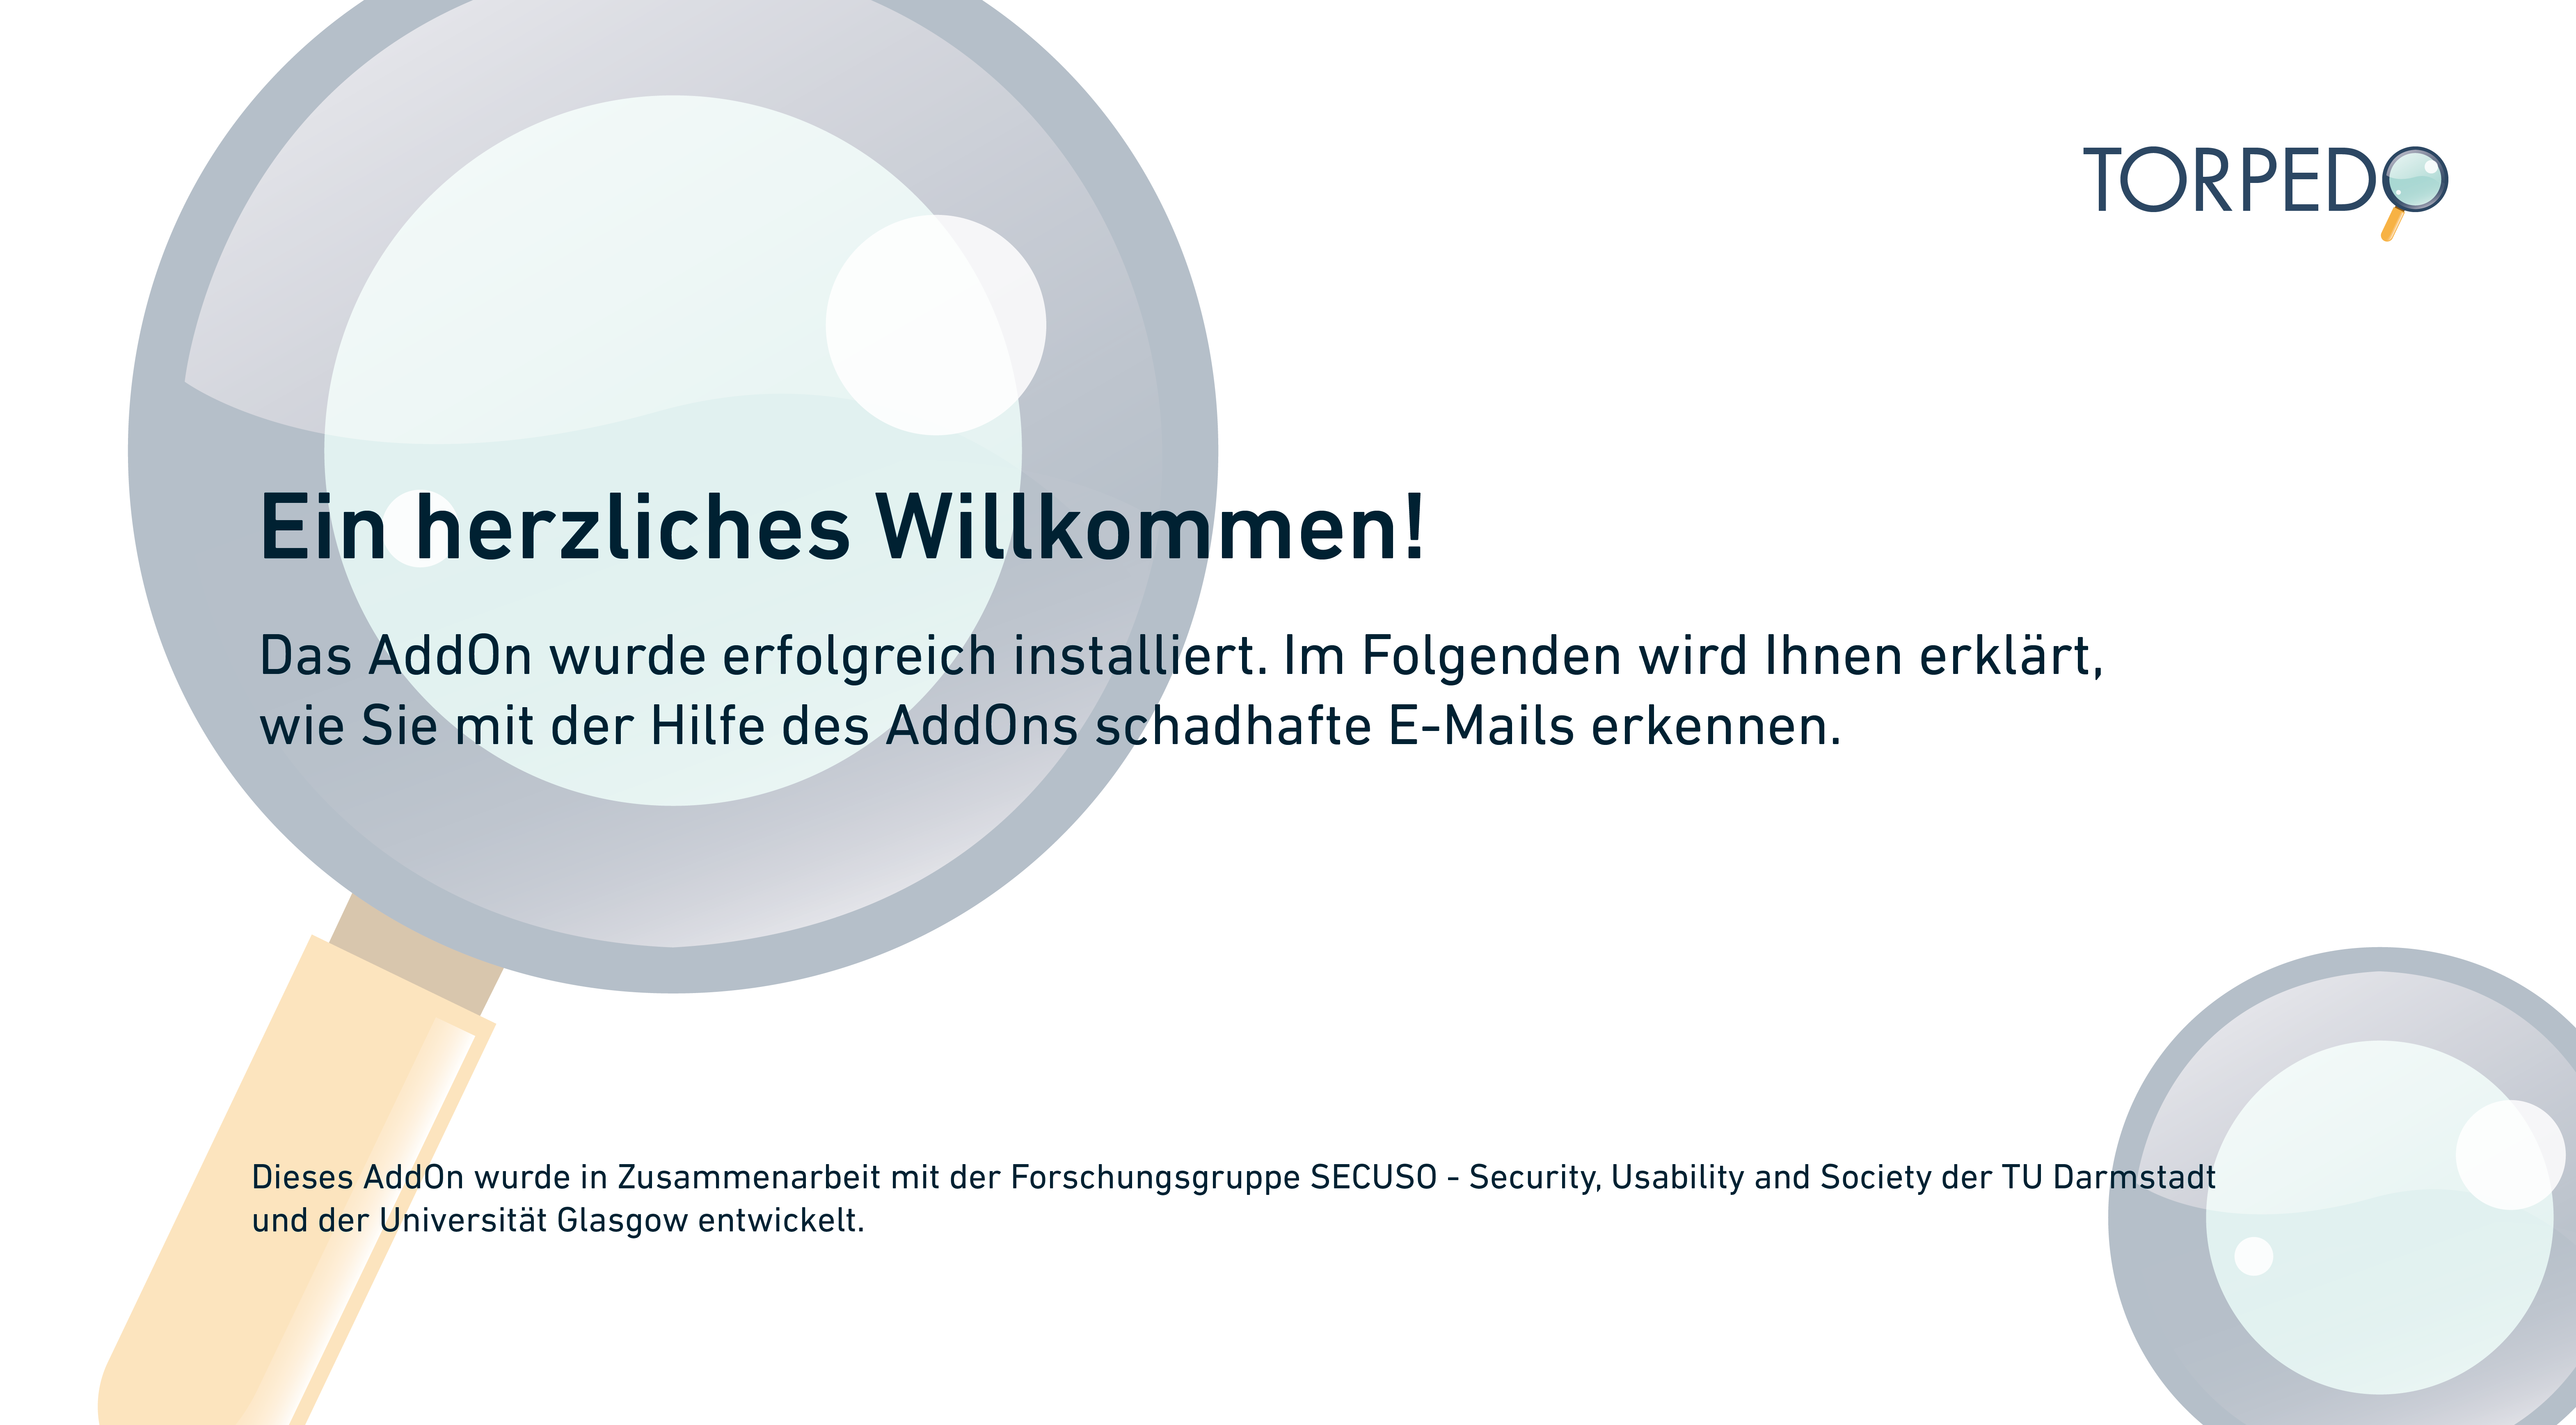 TORPEDO
Ein herzliches Willkommen!
Das AddOn wurde erfolgreich installiert. Im Folgenden wird Ihnen erklärt,
wie Sie mit der Hilfe des AddOns schadhafte E-Mails erkennen.
Dieses AddOn wurde in Zusammenarbeit mit der Forschungsgruppe SECUSO - Security, Usability and Society der TU Darmstadt
und der Universität Glasgow entwickelt.